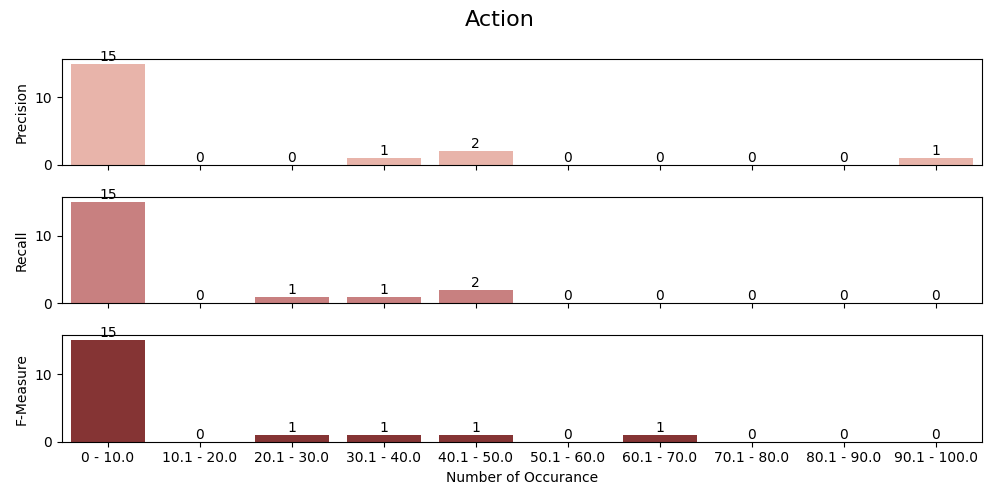 Action
15
10
0 0 0 1 2 0 0 0 0 1
Precision
15
10
0 0 1 1 2 0 0 0 0 0
Recall
15
10
0 0 1 1 1 0 1 0 0 0
F-Measure
0 - 10.0 10.1 - 20.0 20.1 - 30.0 30.1 - 40.0 40.1 - 50.0 50.1 - 60.0 60.1 - 70.0 70.1 - 80.0 80.1 - 90.0 90.1 - 100.0
Number of Occurance